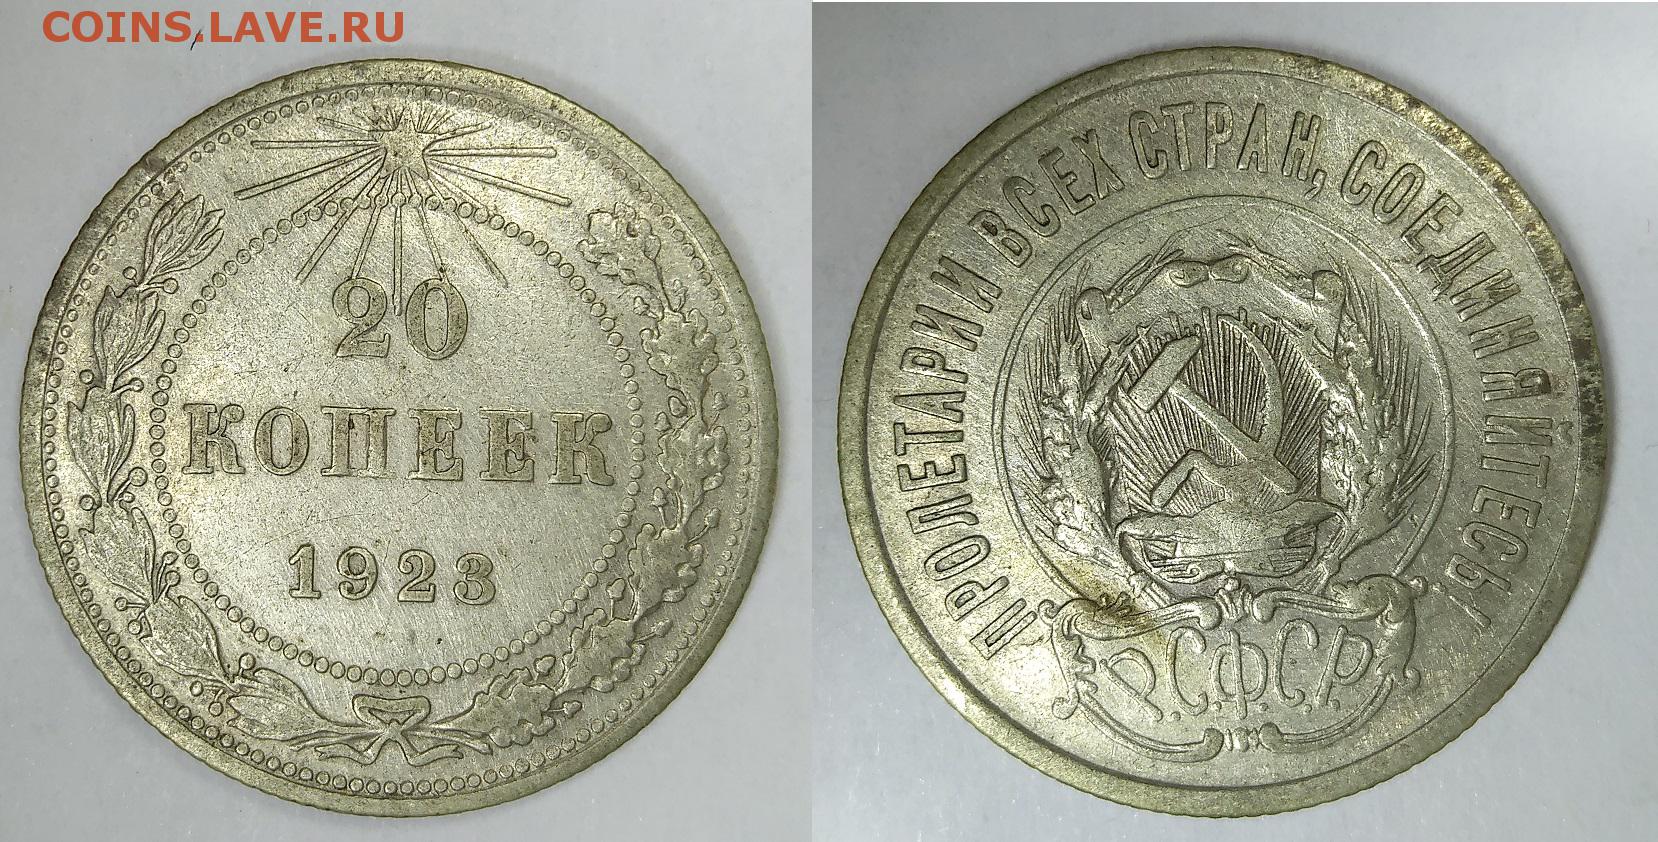 COINS.LAVE.RU
20
КОПЕЕК
1923
ПРОЛЕТАРИИ ВСЕХ СТРАН, СОЕДИНЯЙТЕСЬ!
Р.С.Ф.С.Р.